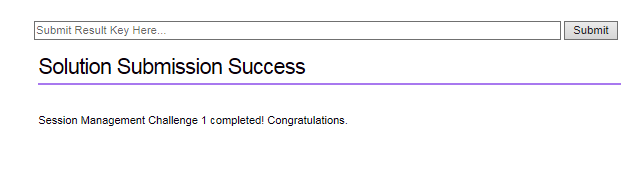 Submit Result Key Here...
Submit
Solution Submission Success
Session Management Challenge 1 completed! Congratulations.